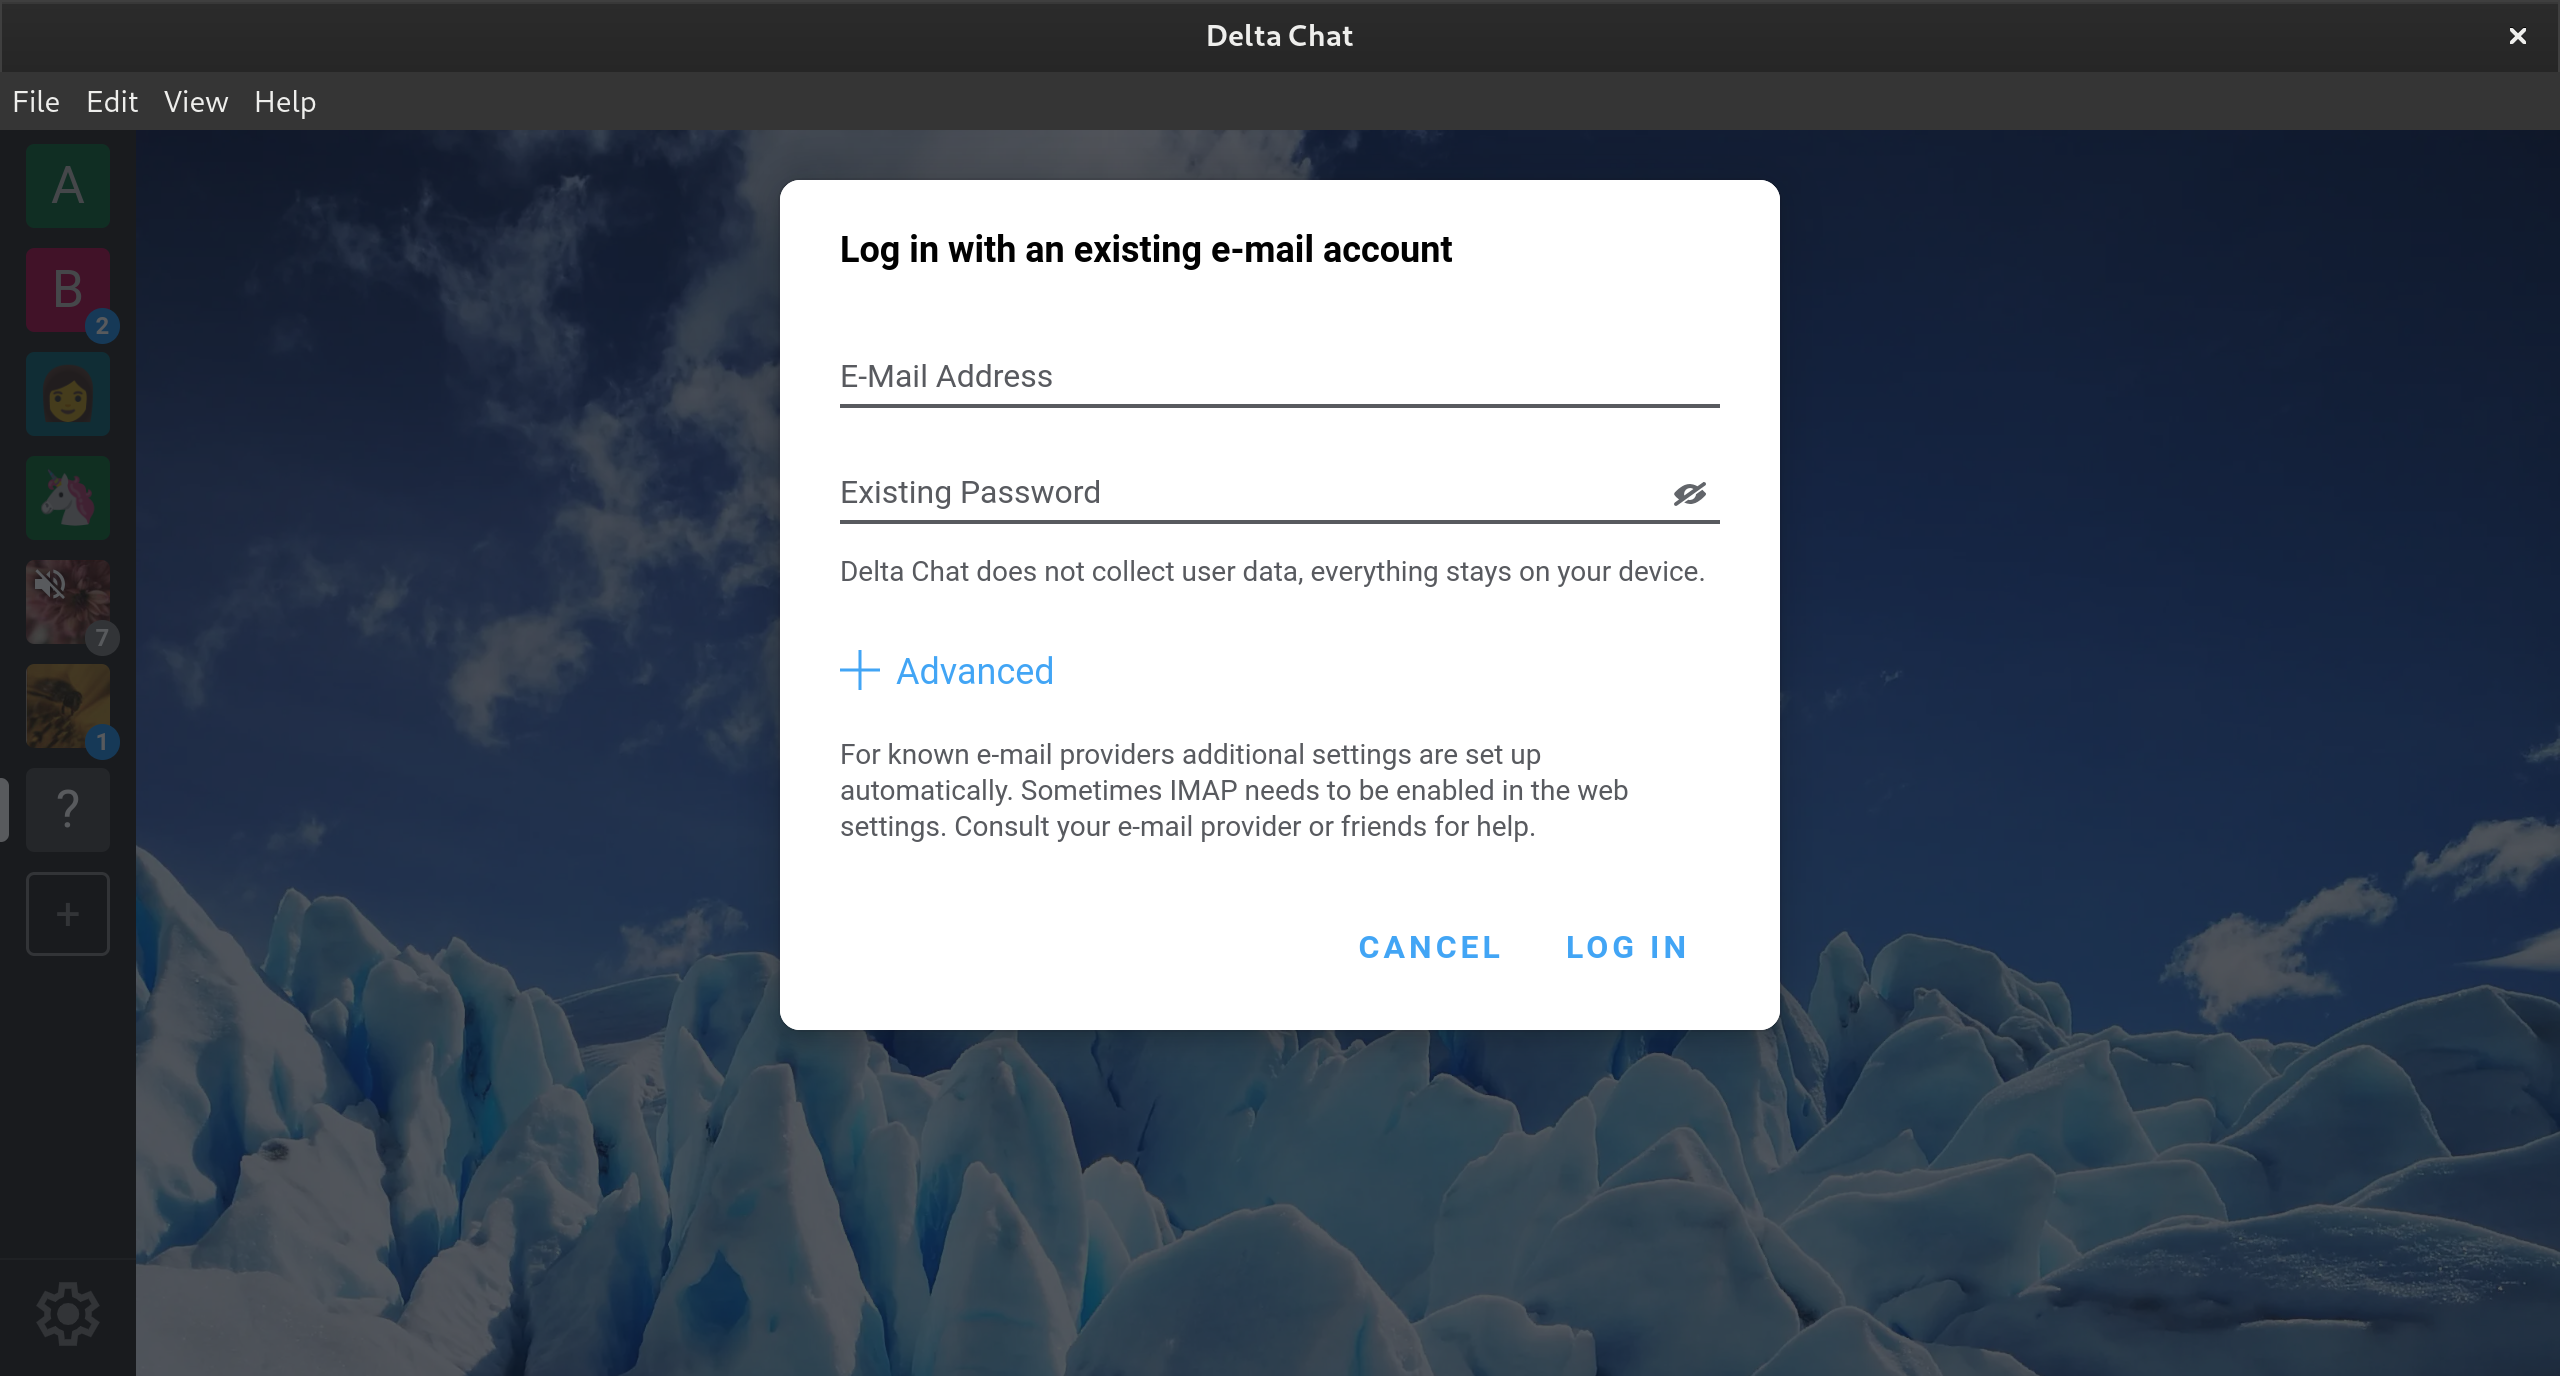 Delta Chat
File Edit View Help
A
B
2
7
1
?
+
Log in with an existing e-mail account
E-Mail Address
Existing Password
Delta Chat does not collect user data, everything stays on your device.
Advanced
For known e-mail providers additional settings are set up
automatically. Sometimes IMAP needs to be enabled in the web
settings. Consult your e-mail provider or friends for help.
CANCEL LOG IN